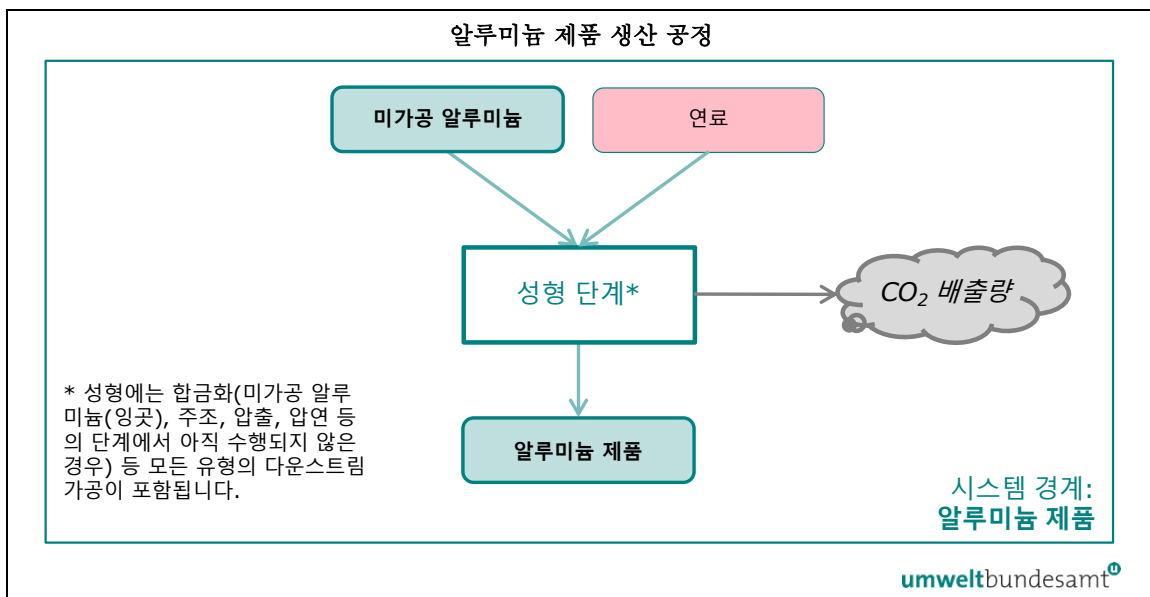 알루미늄 제품 생산 공정
미가공 알루미늄
연료
성형 단계*
CO₂ 배출량
* 성형에는 합금화(미가공 알루
미늄(잉곳), 주조, 압출, 압연 등
의 단계에서 아직 수행되지 않은
경우) 등 모든 유형의 다운스트림
가공이 포함됩니다.
알루미늄 제품
시스템 경계:
알루미늄 제품
umweltbundesamt